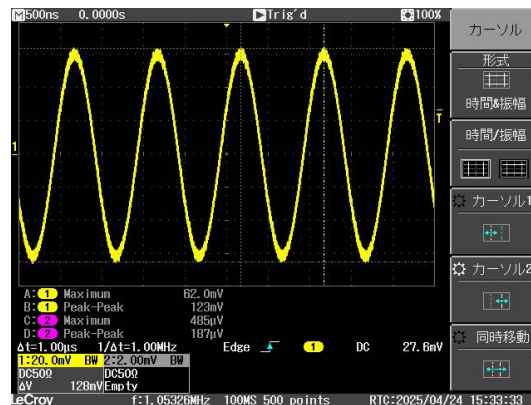 M 500ns 0.0000s Trig'd 100%
カーソル
形式
時間&振幅
時間/振幅
カーソル1
カーソル2
同時移動
T
1
A: 1 Maximum 62.0mV
B: 1 Peak-Peak 123mV
C: 2 Maximum 485µV
D: 2 Peak-Peak 187µV
Δt=1.00µs 1/Δt=1.00MHz Edge 1 DC 27.6mV
1:20.0mV BW 2:2.00mV BW
DC50Ω DC50Ω
ΔV 128mV Empty
LeCroy f:1.05326MHz 100MS 500 points RTC:2025/04/24 15:33:33